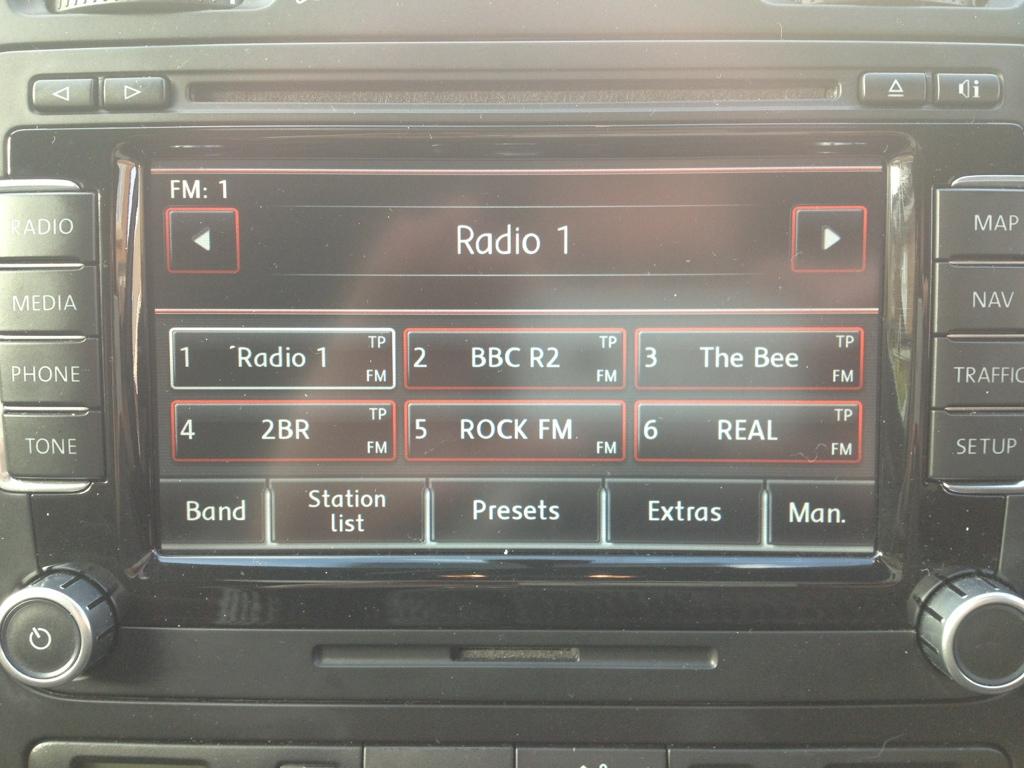 FM: 1
Radio 1
RADIO
MEDIA
PHONE
TONE
MAP
NAV
TRAFFIC
SETUP
1 Radio 1 TP FM
2 BBC R2 TP FM
3 The Bee TP FM
4 2BR TP FM
5 ROCK FM FM
6 REAL TP FM
Band
Station
list
Presets
Extras
Man.